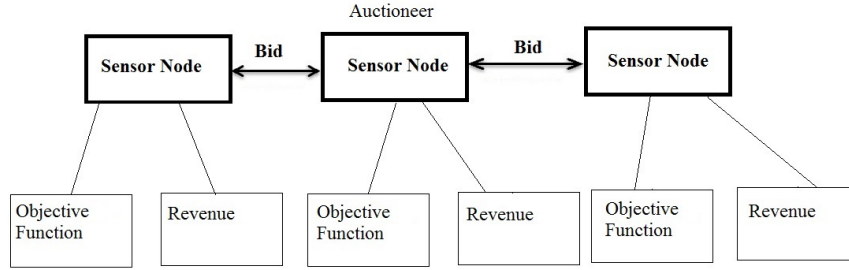 Auctioneer
Bid
Bid
Sensor Node
Sensor Node
Sensor Node
Objective
Function
Revenue
Objective
Function
Revenue
Objective
Function
Revenue